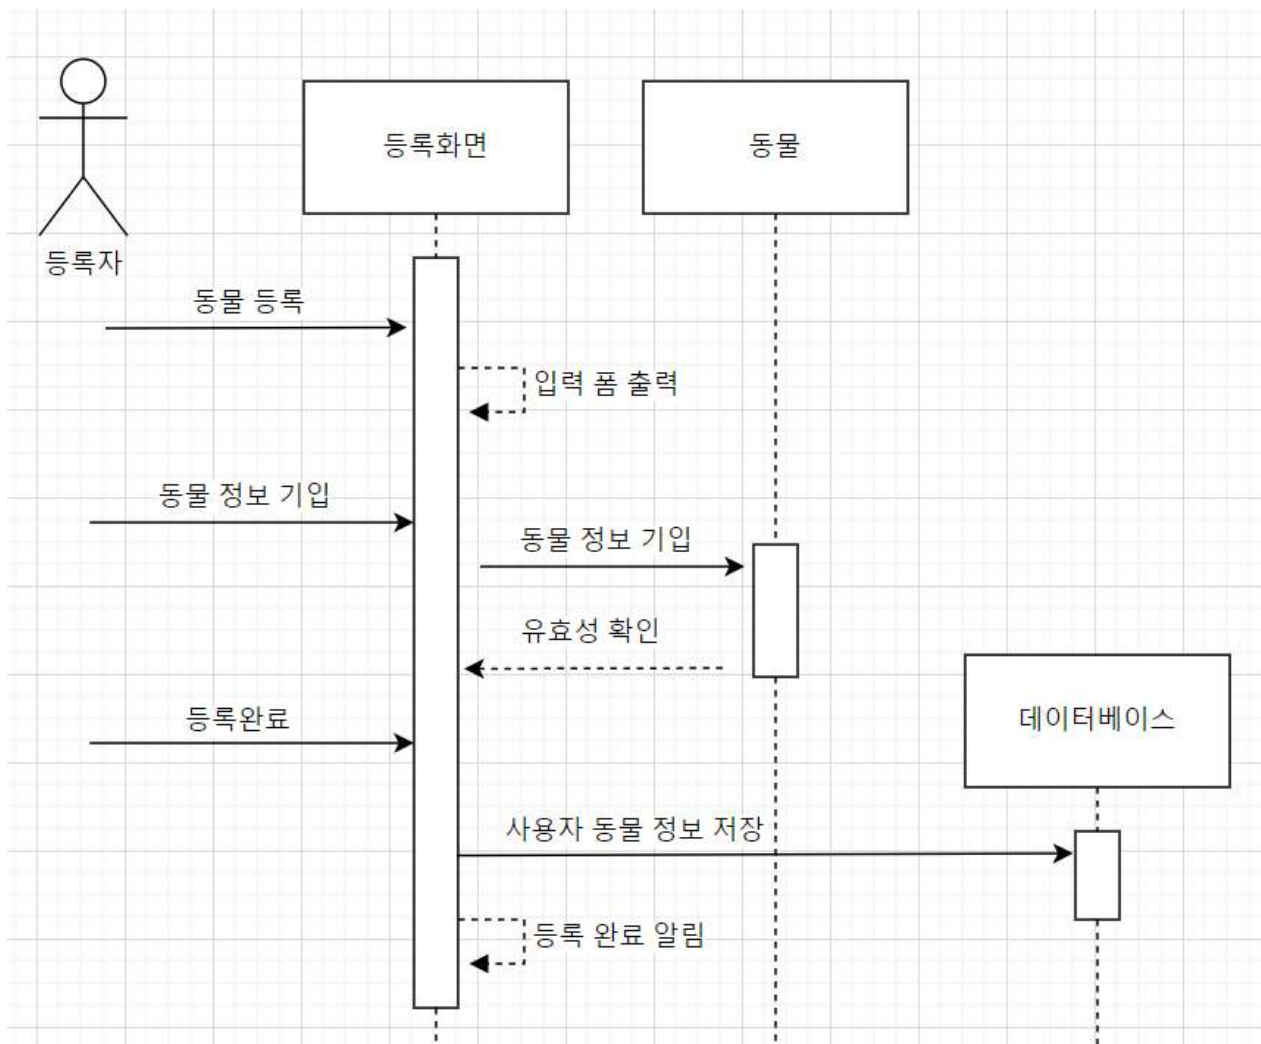 등록화면
동물
등록자
동물 등록
입력 폼 출력
동물 정보 기입
동물 정보 기입
유효성 확인
등록완료
데이터베이스
사용자 동물 정보 저장
등록 완료 알림